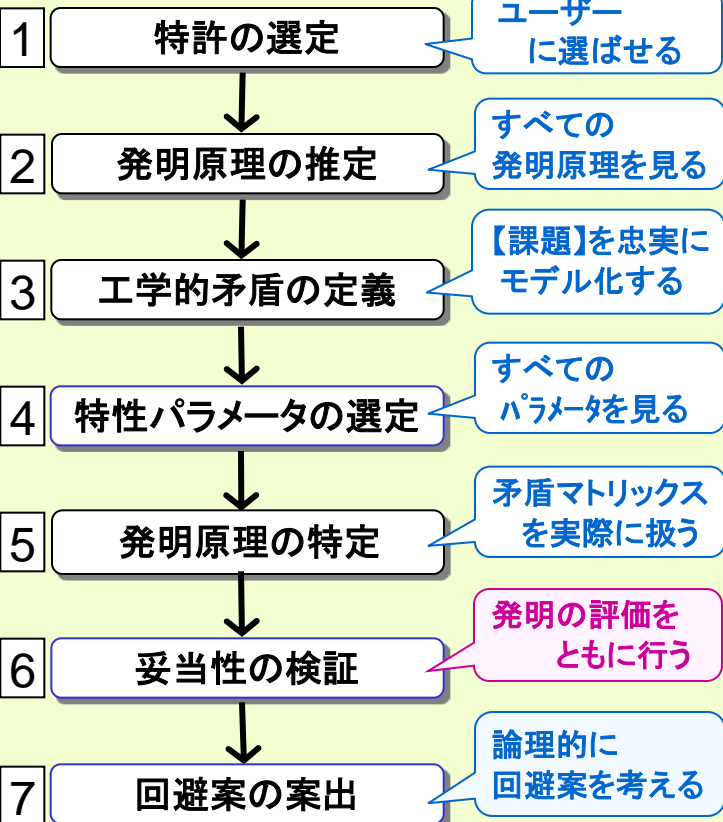 1
特許の選定
ユーザー
に選ばせる
2
発明原理の推定
すべての
発明原理を見る
3
工学的矛盾の定義
【課題】を忠実に
モデル化する
4
特性パラメータの選定
すべての
ﾊﾟﾗﾒｰﾀを見る
5
発明原理の特定
矛盾マトリックス
を実際に扱う
6
妥当性の検証
発明の評価を
ともに行う
7
回避案の案出
論理的に
回避案を考える